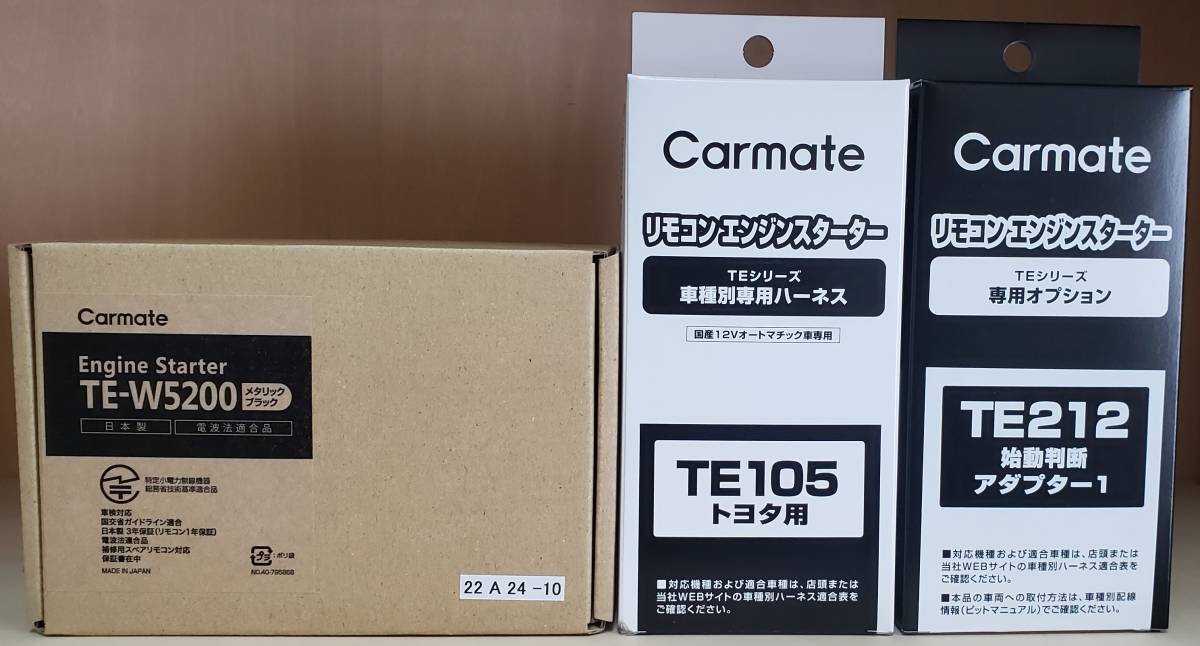 Carmate
Engine Starter
TE-W5200 メタリック
ブラック
日本製 電波法適合品
特定小電力無線機器
総務省技術基準適合品
車検対応
国交省ガイドライン適合
日本製 3年保証(リモコン1年保証)
電波法適合品
補修用スペアリモコン対応
保証書在中
MADE IN JAPAN
プラ :ポリ袋
NO.AG-795868
22 A 24 -10
Carmate
リモコンエンジンスターター
TEシリーズ
車種別専用ハーネス
国産12Vオートマチック車専用
TE105
トヨタ用
■対応機種および適合車種は、店頭または
当社WEBサイトの車種別ハーネス適合表を
ご確認ください。
Carmate
リモコンエンジンスターター
TEシリーズ
専用オプション
TE212
始動判断
アダプター1
■対応機種および適合車種は、店頭または
当社WEBサイトの車種別ハーネス適合表を
ご確認ください。
■本品の車両への取付方法は、車種別配線
情報(ピットマニュアル)でご確認ください。